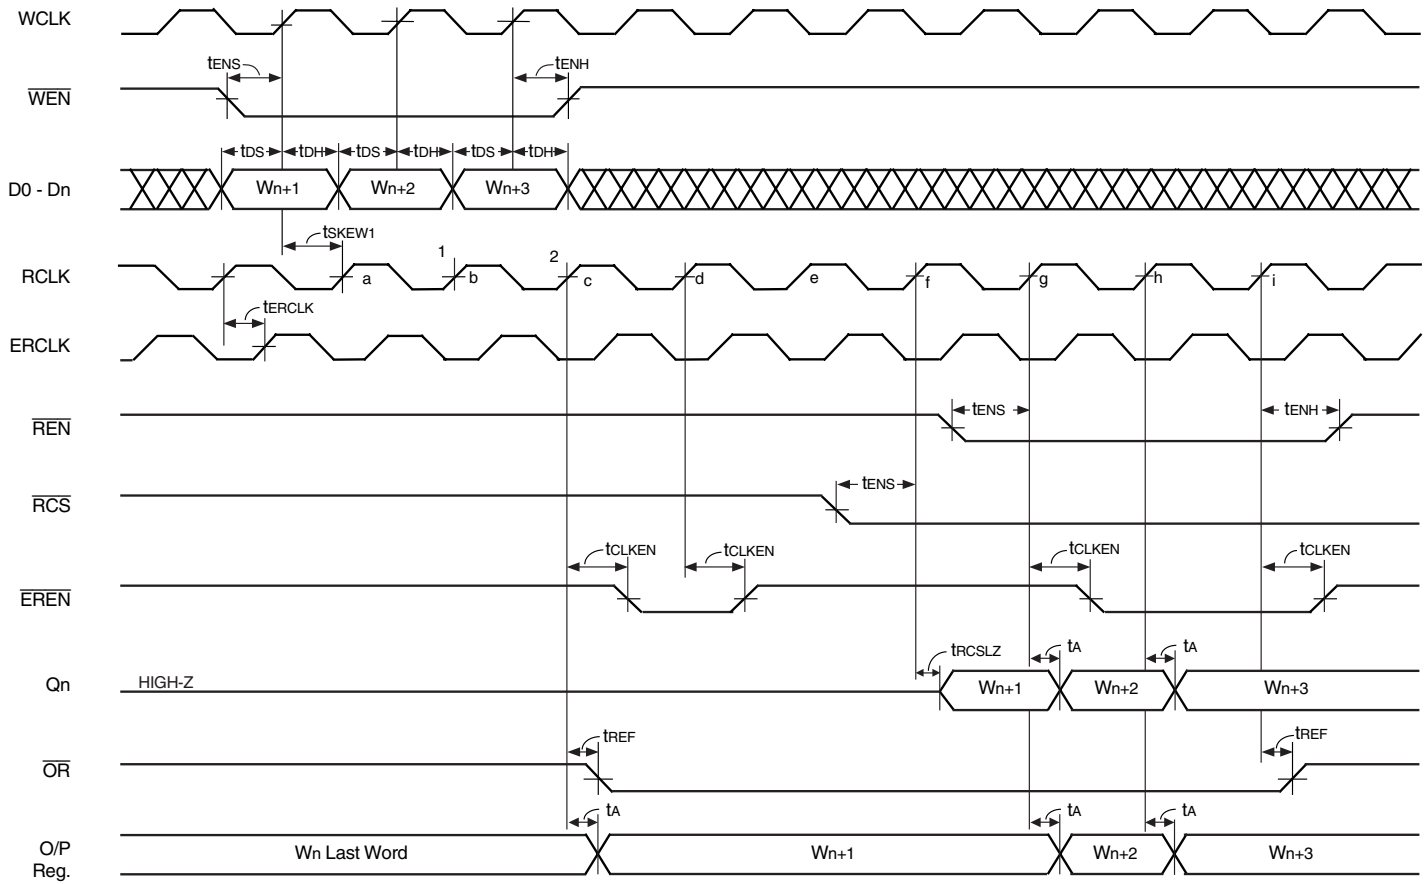 WCLK
tENS
tENH
WEN
tDS tDH tDS tDH tDS tDH
D0 - Dn
Wn+1 Wn+2 Wn+3
tSKEW1
1 2
RCLK
a b c d e f g h i
tERCLK
ERCLK
REN
tENS
tENH
RCS
tENS
tCLKEN tCLKEN tCLKEN tCLKEN
EREN
tRCSLZ tA tA
Qn
HIGH-Z
Wn+1 Wn+2 Wn+3
tREF tREF
OR
tA tA tA
O/P
Reg.
Wn Last Word Wn+1 Wn+2 Wn+3